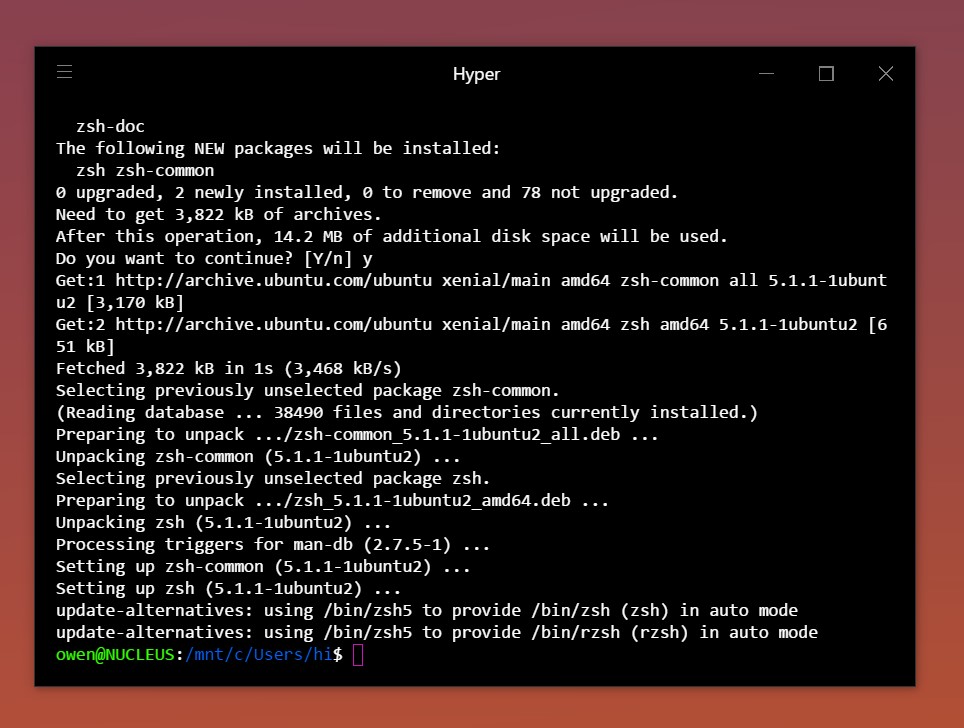 Hyper
zsh-doc
The following NEW packages will be installed:
zsh zsh-common
0 upgraded, 2 newly installed, 0 to remove and 78 not upgraded.
Need to get 3,822 kB of archives.
After this operation, 14.2 MB of additional disk space will be used.
Do you want to continue? [Y/n] y
Get:1 http://archive.ubuntu.com/ubuntu xenial/main amd64 zsh-common all 5.1.1-1ubunt
u2 [3,170 kB]
Get:2 http://archive.ubuntu.com/ubuntu xenial/main amd64 zsh amd64 5.1.1-1ubuntu2 [6
51 kB]
Fetched 3,822 kB in 1s (3,468 kB/s)
Selecting previously unselected package zsh-common.
(Reading database ... 38490 files and directories currently installed.)
Preparing to unpack .../zsh-common_5.1.1-1ubuntu2_all.deb ...
Unpacking zsh-common (5.1.1-1ubuntu2) ...
Selecting previously unselected package zsh.
Preparing to unpack .../zsh_5.1.1-1ubuntu2_amd64.deb ...
Unpacking zsh (5.1.1-1ubuntu2) ...
Processing triggers for man-db (2.7.5-1) ...
Setting up zsh-common (5.1.1-1ubuntu2) ...
Setting up zsh (5.1.1-1ubuntu2) ...
update-alternatives: using /bin/zsh5 to provide /bin/zsh (zsh) in auto mode
update-alternatives: using /bin/zsh5 to provide /bin/rzsh (rzsh) in auto mode
owen@NUCLEUS:/mnt/c/Users/hi$